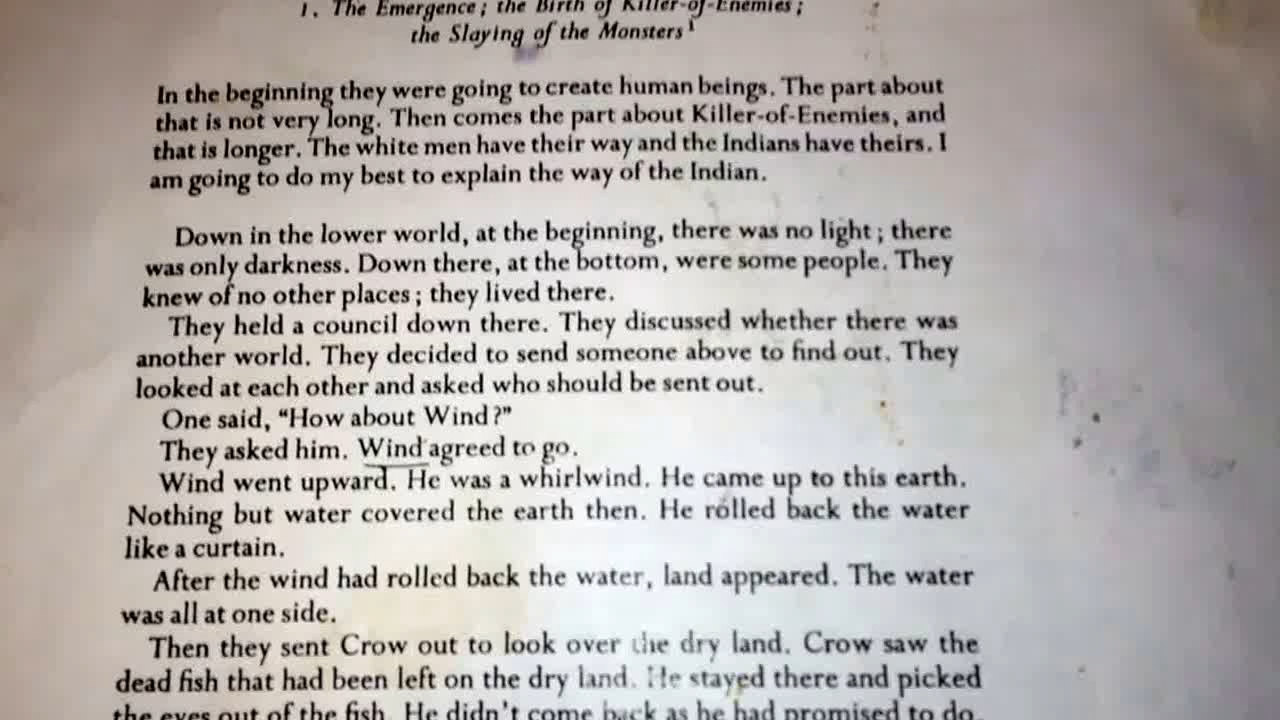 1. The Emergence; the Birth of Killer-of-Enemies;
the Slaying of the Monsters¹
In the beginning they were going to create human beings. The part about
that is not very long. Then comes the part about Killer-of-Enemies, and
that is longer. The white men have their way and the Indians have theirs. I
am going to do my best to explain the way of the Indian.
Down in the lower world, at the beginning, there was no light; there
was only darkness. Down there, at the bottom, were some people. They
knew of no other places; they lived there.
They held a council down there. They discussed whether there was
another world. They decided to send someone above to find out. They
looked at each other and asked who should be sent out.
One said, “How about Wind?”
They asked him. Wind agreed to go.
Wind went upward. He was a whirlwind. He came up to this earth.
Nothing but water covered the earth then. He rolled back the water
like a curtain.
After the wind had rolled back the water, land appeared. The water
was all at one side.
Then they sent Crow out to look over the dry land. Crow saw the
dead fish that had been left on the dry land. He stayed there and picked
the eyes out of the fish. He didn't come back as he had promised to do.